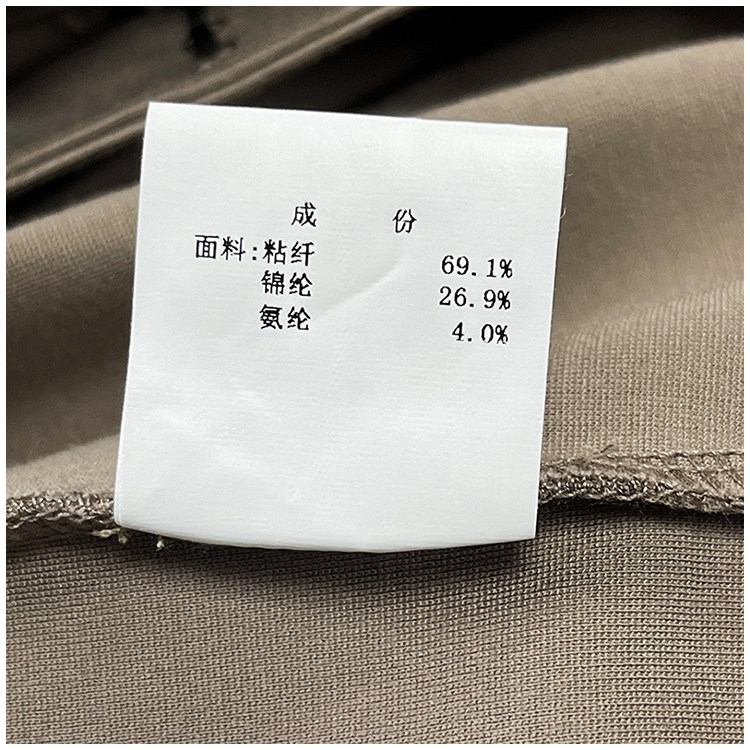 成 份
面料:粘纤 69.1%
锦纶 26.9%
氨纶 4.0%